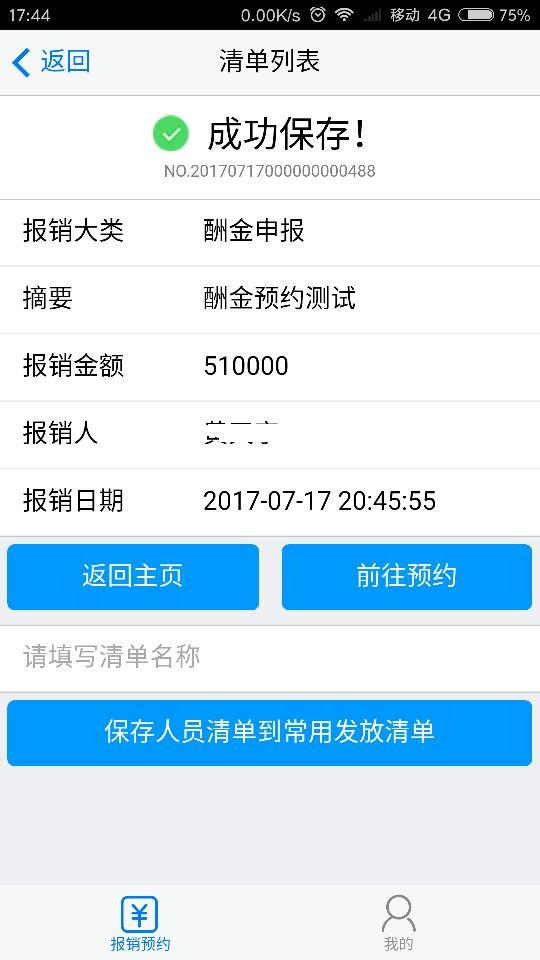 17:44 0.00K/s 移动 4G 75%
返回 清单列表
成功保存!
NO.20170717000000000488
报销大类 酬金申报
摘要 酬金预约测试
报销金额 510000
报销人
报销日期 2017-07-17 20:45:55
返回主页 前往预约
请填写清单名称
保存人员清单到常用发放清单
报销预约 我的